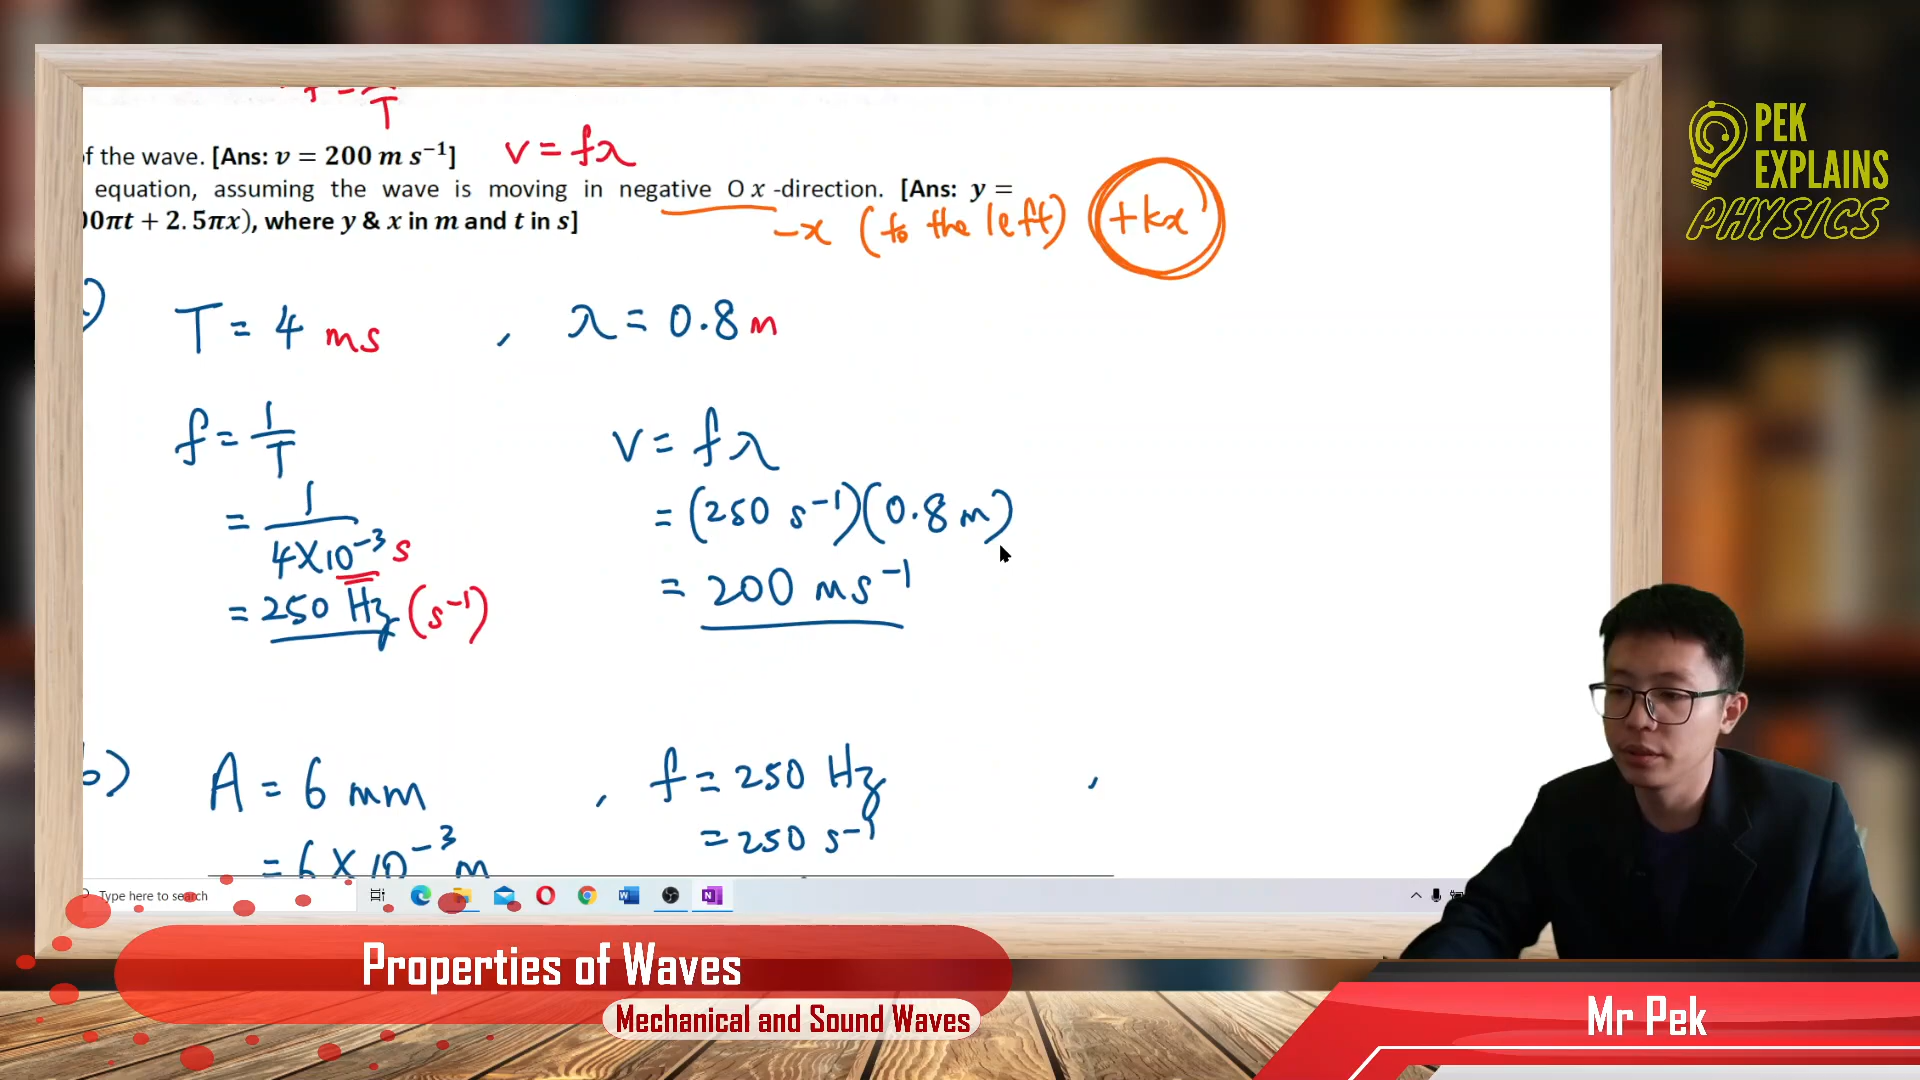 f = 1/T
of the wave. [Ans: v = 200 m s⁻¹] v = fλ
equation, assuming the wave is moving in negative O x -direction. [Ans: y =
00πt + 2.5πx), where y & x in m and t in s]
-x (to the left) +kx
T = 4 ms , λ = 0.8 m
f = 1/T
= 1/(4×10⁻³ s)
= 250 Hz (s⁻¹)
v = fλ
= (250 s⁻¹)(0.8 m)
= 200 ms⁻¹
b) A = 6 mm , f = 250 Hz ,
= 6×10⁻³ m
= 250 s⁻¹
Type here to search
PEK
EXPLAINS
PHYSICS
Properties of Waves
Mechanical and Sound Waves
Mr Pek